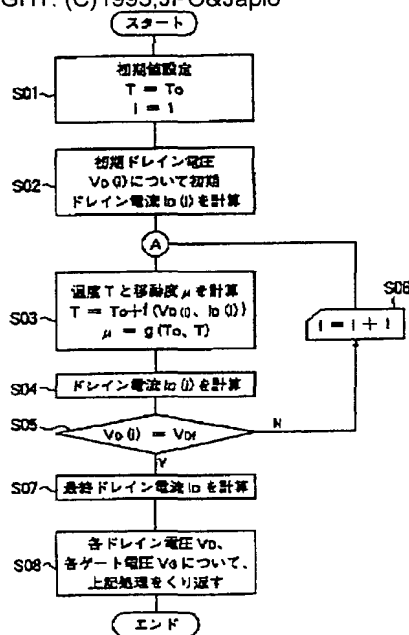 GHT: (C)1993,JPO&Japio
スタート
S01
初期値設定
T = To
i = 1
S02
初期ドレイン電圧
VD(i)について初期
ドレイン電流ID(i)を計算
A
S03
温度Tと移動度μを計算
T = To+f(VD(i)、ID(i))
μ = g(To、T)
S06
i = i + 1
S04
ドレイン電流ID(i)を計算
S05
VD(i) = VDf
N
Y
S07
最終ドレイン電流IDを計算
S08
各ドレイン電圧VD、
各ゲート電圧VGについて、
上記処理をくり返す
エンド